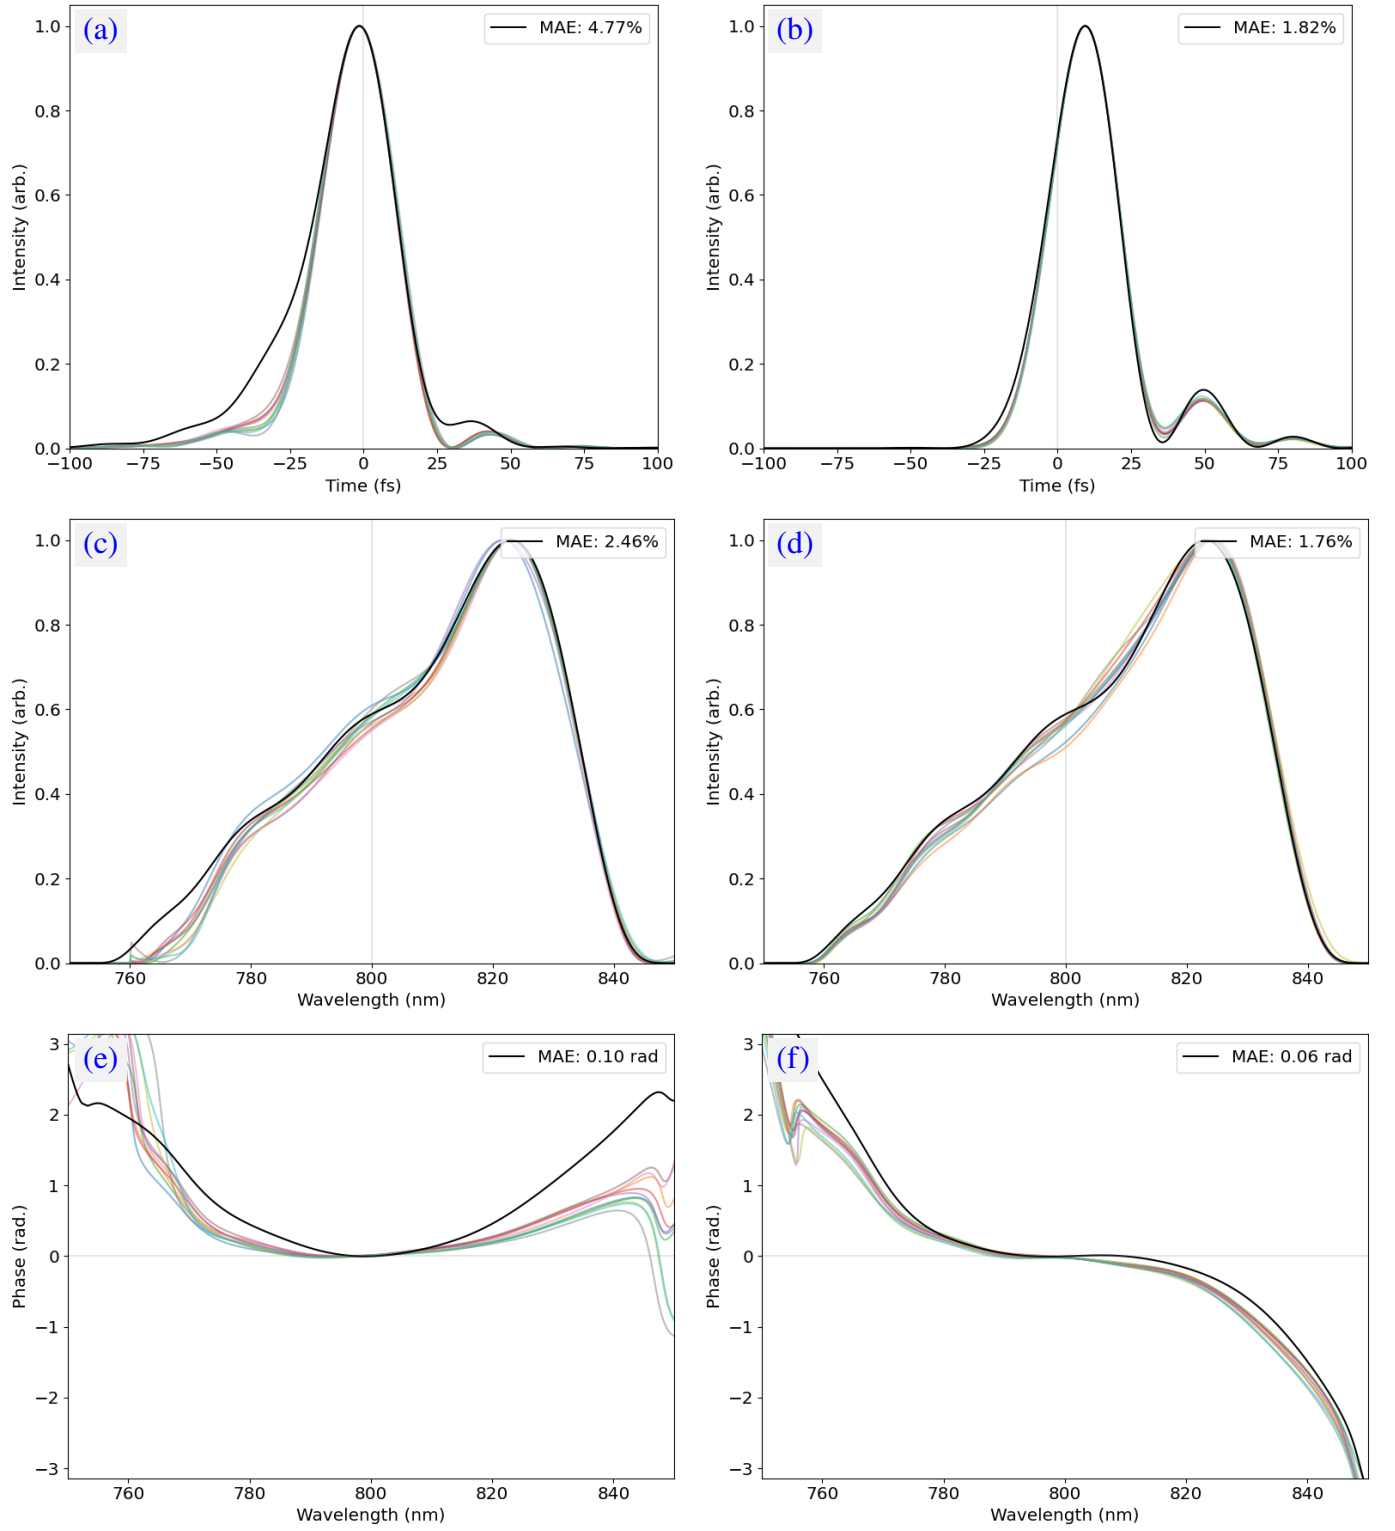 (a)
MAE: 4.77%
1.0
0.8
0.6
0.4
0.2
0.0
Intensity (arb.)
−100 −75 −50 −25 0 25 50 75 100
Time (fs)
(b)
MAE: 1.82%
1.0
0.8
0.6
0.4
0.2
0.0
Intensity (arb.)
−100 −75 −50 −25 0 25 50 75 100
Time (fs)
(c)
MAE: 2.46%
1.0
0.8
0.6
0.4
0.2
0.0
Intensity (arb.)
760 780 800 820 840
Wavelength (nm)
(d)
MAE: 1.76%
1.0
0.8
0.6
0.4
0.2
0.0
Intensity (arb.)
760 780 800 820 840
Wavelength (nm)
(e)
MAE: 0.10 rad
3
2
1
0
−1
−2
−3
Phase (rad.)
760 780 800 820 840
Wavelength (nm)
(f)
MAE: 0.06 rad
3
2
1
0
−1
−2
−3
Phase (rad.)
760 780 800 820 840
Wavelength (nm)